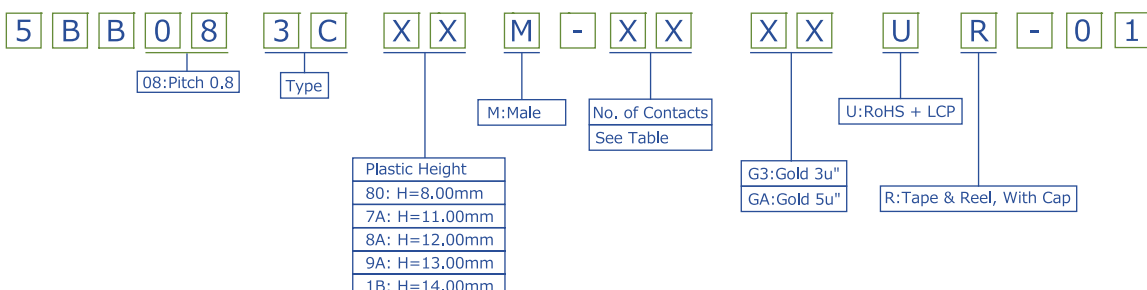 5 B B 0 8 3 C X X M - X X X X U R - 0 1
08:Pitch 0.8
Type
M:Male
No. of Contacts
See Table
U:RoHS + LCP
Plastic Height
80: H=8.00mm
7A: H=11.00mm
8A: H=12.00mm
9A: H=13.00mm
1B: H=14.00mm
G3:Gold 3u"
GA:Gold 5u"
R:Tape & Reel, With Cap